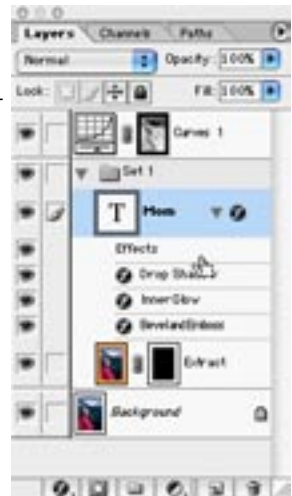 Layers Channels Paths
Normal Opacity: 100%
Lock: Fill: 100%
Curves 1
Set 1
T Mom
Effects
Drop Shadow
Inner Glow
Bevel and Emboss
Extract
Background